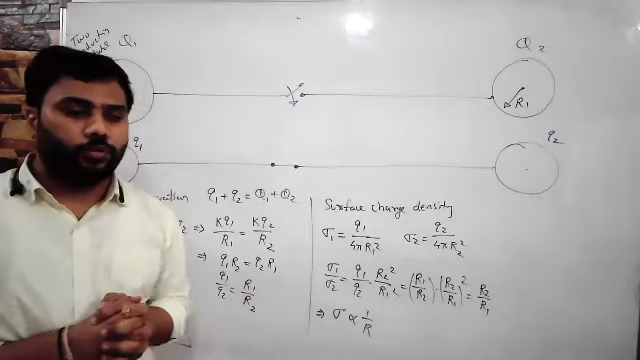 Two
Q₁
Q₂
R₁
q₁
q₂
q₁ + q₂ = Q₁ + Q₂
⇒ Kq₁/R₁ = Kq₂/R₂
⇒ q₁R₂ = q₂R₁
q₁/q₂ = R₁/R₂
Surface charge density
σ₁ = q₁/4πR₁² σ₂ = q₂/4πR₂²
σ₁/σ₂ = q₁/q₂ · R₂²/R₁² = (R₁/R₂) · (R₂/R₁)² = R₂/R₁
⇒ σ ∝ 1/R